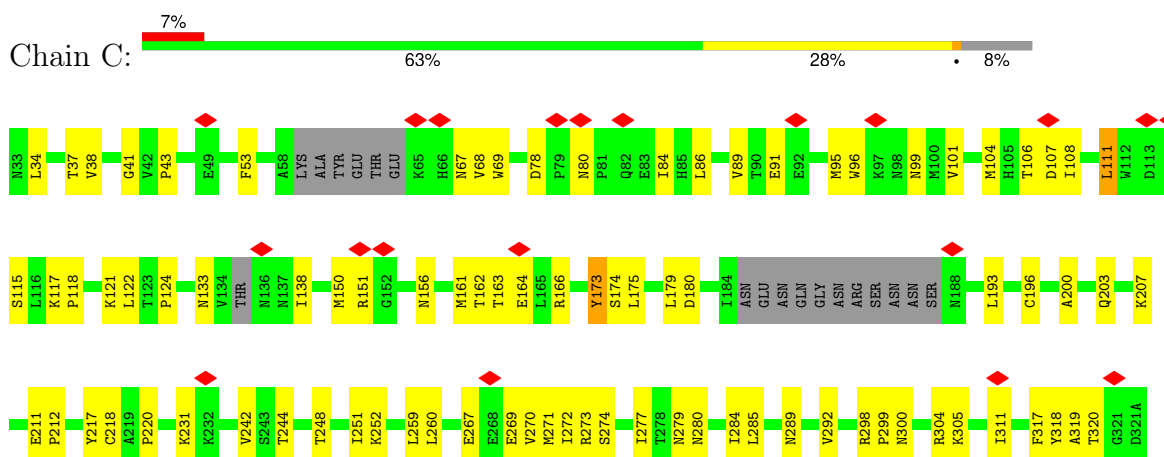 7%
Chain C:
63% 28% • 8%
N33 L34 T37 V38 G41 V42 P43 E49 F53 A58 LYS ALA TYR GLU THR GLU K65 H66 N67 V68 W69 D78 P79 N80 P81 Q82 E83 I84 H85 L86 V89 T90 E91 E92 M95 W96 K97 N98 N99 M100 V101 M104 H105 T106 D107 I108 L111 W112 D113
S115 L116 K117 P118 K121 L122 T123 P124 N133 V134 THR N136 N137 I138 M150 R151 G152 N156 M161 T162 T163 E164 L165 R166 Y173 S174 L175 L179 D180 I184 ASN GLU ASN GLN GLY ASN ARG SER ASN ASN SER N188 L193 C196 A200 Q203 K207
E211 P212 Y217 C218 A219 P220 K231 K232 V242 S243 T244 T248 I251 K252 L259 L260 E267 E268 E269 V270 M271 I272 R273 S274 I277 T278 N279 N280 I284 L285 N289 V292 R298 P299 N300 R304 K305 I311 F317 Y318 A319 T320 G321 D321A